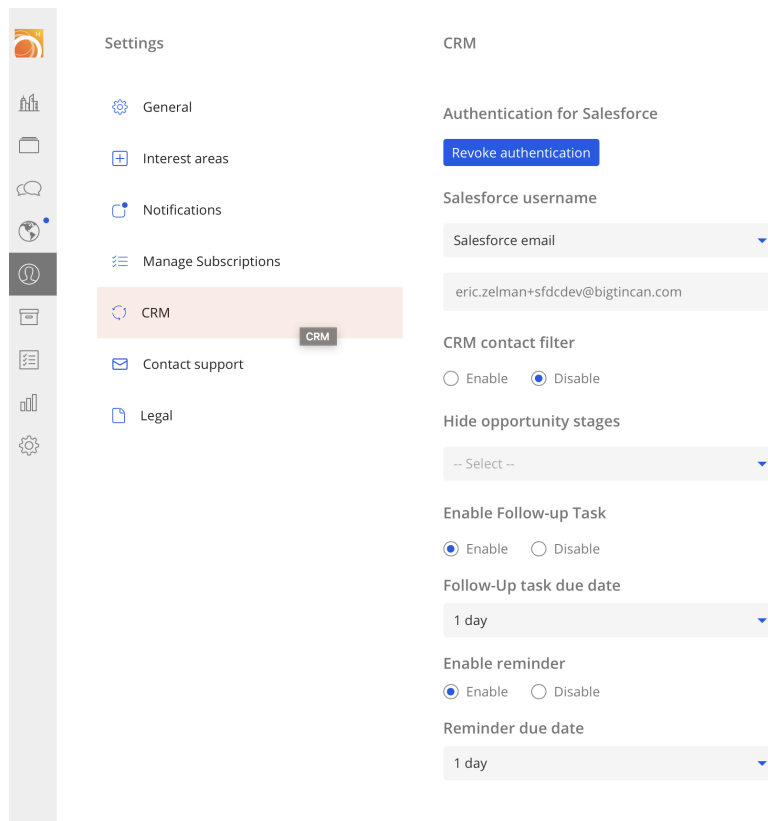 H
Settings
General
Interest areas
Notifications
Manage Subscriptions
CRM
CRM
Contact support
Legal
CRM
Authentication for Salesforce
Revoke authentication
Salesforce username
Salesforce email
eric.zelman+sfdcdev@bigtincan.com
CRM contact filter
Enable Disable
Hide opportunity stages
-- Select --
Enable Follow-up Task
Enable Disable
Follow-Up task due date
1 day
Enable reminder
Enable Disable
Reminder due date
1 day